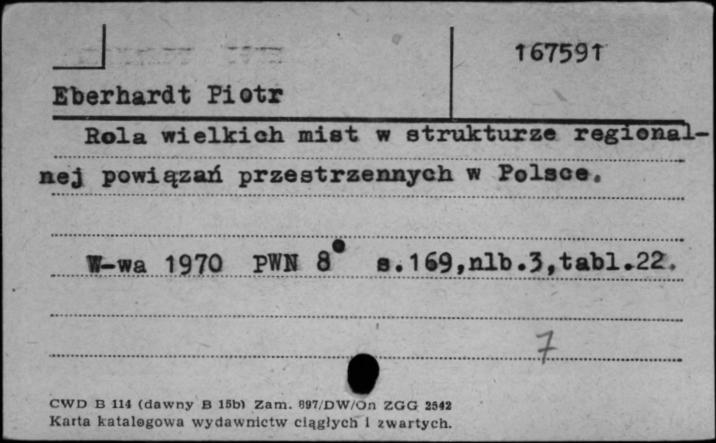 167591
Eberhardt Piotr
Rola wielkich mist w strukturze regional-
nej powiązań przestrzennych w Polsce.
W-wa 1970 PWN 8° s.169,nlb.3,tabl.22.
7
CWD B 114 (dawny B 15b) Zam. 897/DW/On ZGG 2542
Karta katalogowa wydawnictw ciągłych i zwartych.